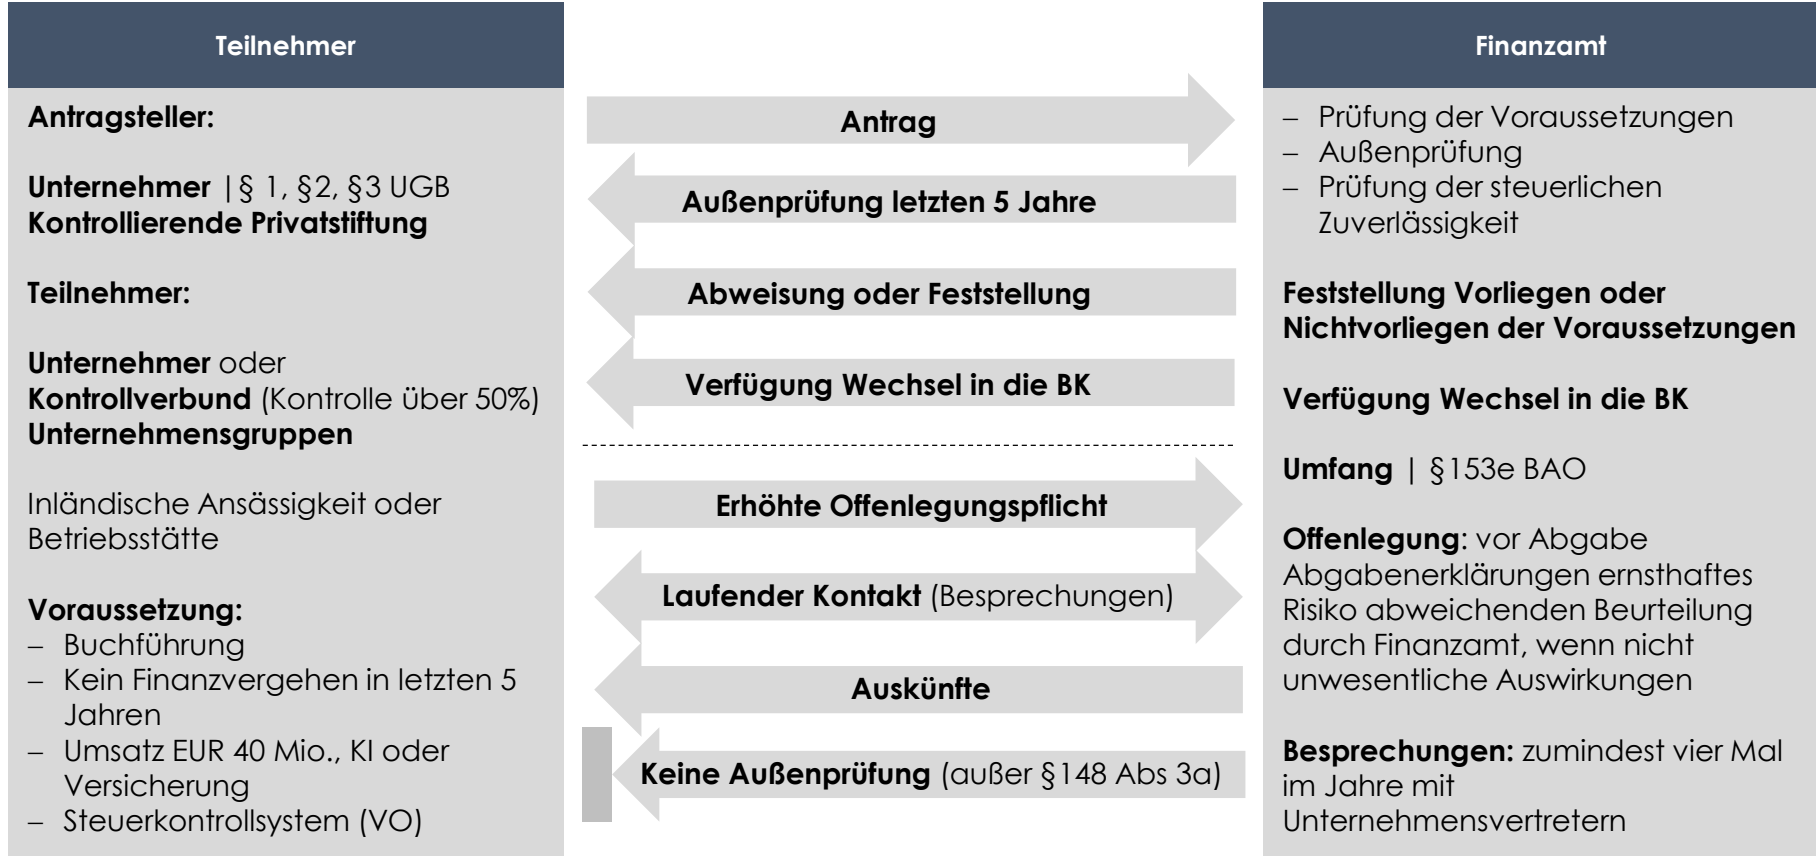 Teilnehmer
Antragsteller:
Unternehmer |§ 1, §2, §3 UGB
Kontrollierende Privatstiftung
Teilnehmer:
Unternehmer oder
Kontrollverbund (Kontrolle über 50%)
Unternehmensgruppen
Inländische Ansässigkeit oder
Betriebsstätte
Voraussetzung:
– Buchführung
– Kein Finanzvergehen in letzten 5
Jahren
– Umsatz EUR 40 Mio., KI oder
Versicherung
– Steuerkontrollsystem (VO)
Antrag
Außenprüfung letzten 5 Jahre
Abweisung oder Feststellung
Verfügung Wechsel in die BK
Erhöhte Offenlegungspflicht
Laufender Kontakt (Besprechungen)
Auskünfte
Keine Außenprüfung (außer §148 Abs 3a)
Finanzamt
– Prüfung der Voraussetzungen
– Außenprüfung
– Prüfung der steuerlichen
Zuverlässigkeit
Feststellung Vorliegen oder
Nichtvorliegen der Voraussetzungen
Verfügung Wechsel in die BK
Umfang | §153e BAO
Offenlegung: vor Abgabe
Abgabenerklärungen ernsthaftes
Risiko abweichenden Beurteilung
durch Finanzamt, wenn nicht
unwesentliche Auswirkungen
Besprechungen: zumindest vier Mal
im Jahre mit
Unternehmensvertretern